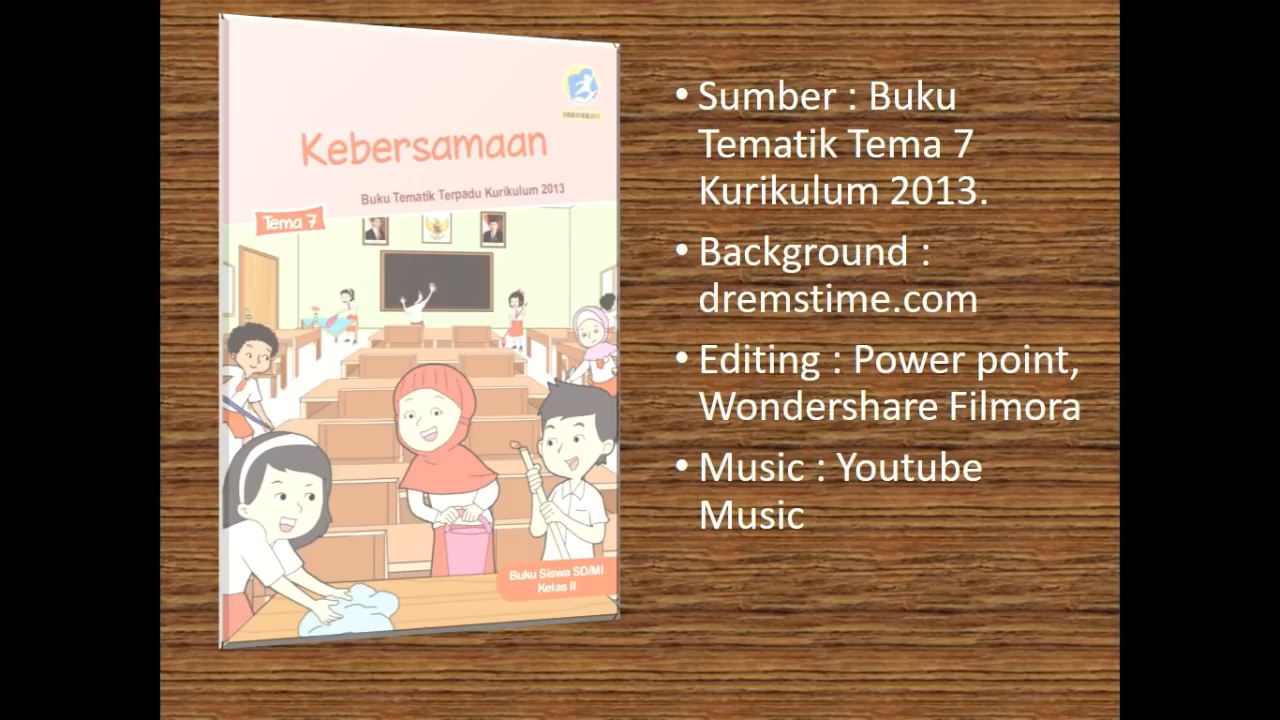 Kebersamaan
Buku Tematik Terpadu Kurikulum 2013
Tema 7
Buku Siswa SD/MI
Kelas II
• Sumber : Buku
Tematik Tema 7
Kurikulum 2013.
• Background :
dremstime.com
• Editing : Power point,
Wondershare Filmora
• Music : Youtube
Music